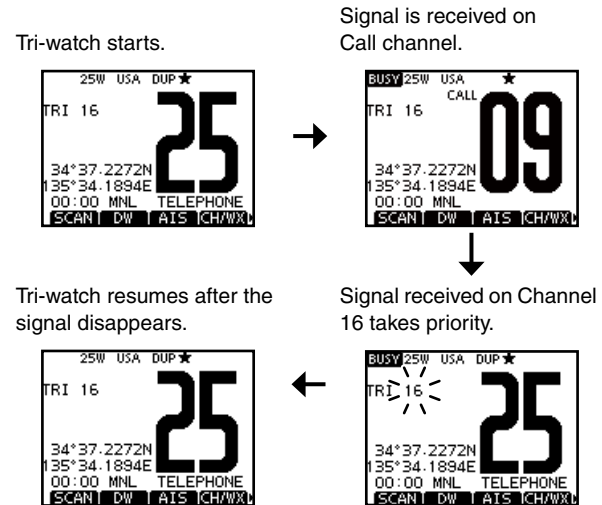 Tri-watch starts.
25W USA DUP★
TRI 16
25
34°37.2272N
135°34.1894E
00:00 MNL TELEPHONE
SCAN DW AIS CH/WX
Signal is received on
Call channel.
BUSY 25W USA ★
CALL
TRI 16
09
34°37.2272N
135°34.1894E
00:00 MNL
SCAN DW AIS CH/WX
Signal received on Channel
16 takes priority.
BUSY 25W USA DUP★
TRI 16
25
34°37.2272N
135°34.1894E
00:00 MNL TELEPHONE
SCAN DW AIS CH/WX
Tri-watch resumes after the
signal disappears.
25W USA DUP★
TRI 16
25
34°37.2272N
135°34.1894E
00:00 MNL TELEPHONE
SCAN DW AIS CH/WX